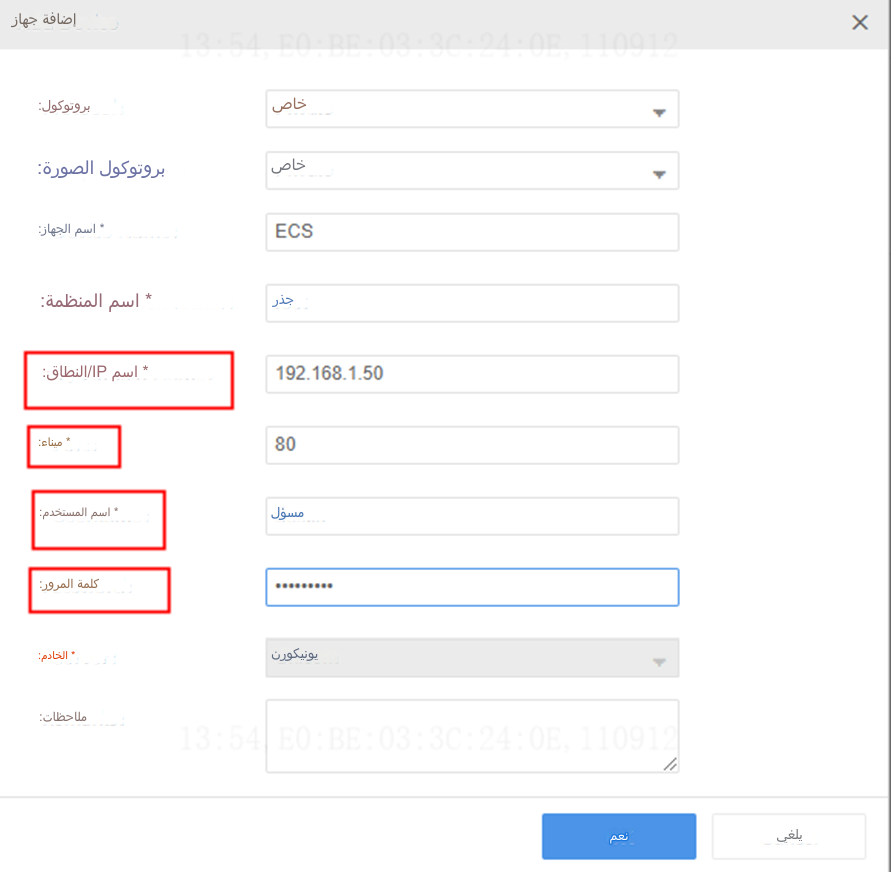 إضافة جهاز
13:54, E0:BE:03:3C:24:0E, 110912
بروتوكول: خاص
بروتوكول الصورة: خاص
* اسم الجهاز: ECS
* اسم المنظمة: جذر
* اسم IP/النطاق: 192.168.1.50
* ميناء: 80
* اسم المستخدم: مسؤل
كلمة المرور: •••••••••
* الخادم: يونيكورن
ملاحظات:
13:54, E0:BE:03:3C:24:0E, 110912
نعم يلغي